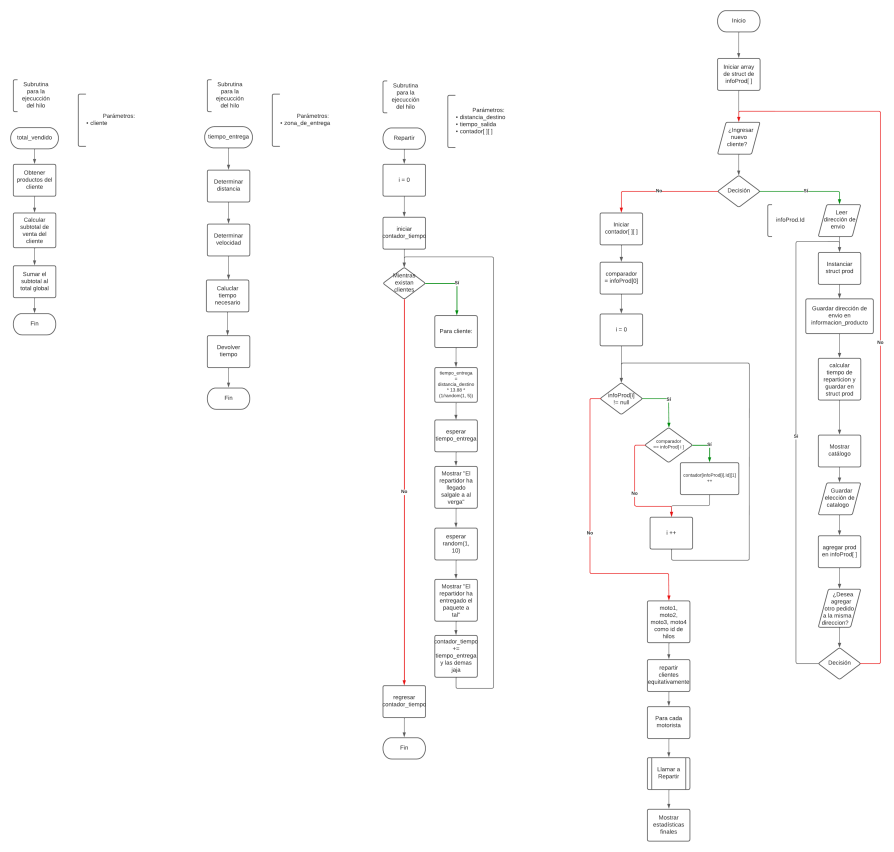 Subrutina
para la
ejecucción
del hilo
Parámetros:
• cliente
total_vendido
Obtener
productos del
cliente
Calcular
subtotal de
venta del
cliente
Sumar el
subtotal al
total global
Fin
Subrutina
para la
ejecucción
del hilo
Parámetros:
• zona_de_entrega
tiempo_entrega
Determinar
distancia
Determinar
velocidad
Caluclar
tiempo
necesario
Devolver
tiempo
Fin
Subrutina
para la
ejecucción
del hilo
Parámetros:
• distancia_destino
• tiempo_salida
• contador[ ][ ]
Repartir
i = 0
iniciar
contador_tiempo
Mientras
existan
clientes
Si
No
Para cliente:
tiempo_entrega
=
distancia_destino
* 13.88 *
(1/random(1, 5))
esperar
tiempo_entrega
Mostrar "El
repartidor ha
llegado
salgale a al
verga"
esperar
random(1,
10)
Mostrar "El
repartidor ha
entregado el
paquete a
tal"
contador_tiempo
+=
tiempo_entrega
y las demas
jaja
regresar
contador_tiempo
Fin
Inicio
Iniciar array
de struct de
infoProd[ ]
¿Ingresar
nuevo
cliente?
Decisión
No
Si
Iniciar
contador[ ][ ]
comparador
= infoProd[0]
i = 0
infoProd[i]
!= null
Si
No
comparador
== infoProd[ i ]
Si
No
contador[infoProd[i].Id][1]
++
i ++
moto1,
moto2,
moto3, moto4
como id de
hilos
repartir
clientes
equitativamente
Para cada
motorista
Llamar a
Repartir
Mostrar
estadísticas
finales
infoProd.Id
Leer
dirección de
envio
Instanciar
struct prod
Guardar dirección de
envio en
informacion_producto
calcular
tiempo de
reparticion y
guardar en
struct prod
Mostrar
catálogo
Guardar
elección de
catalogo
agregar prod
en infoProd[ ]
¿Desea
agregar
otro pedido
a la misma
direccion?
Decisión
Si
No